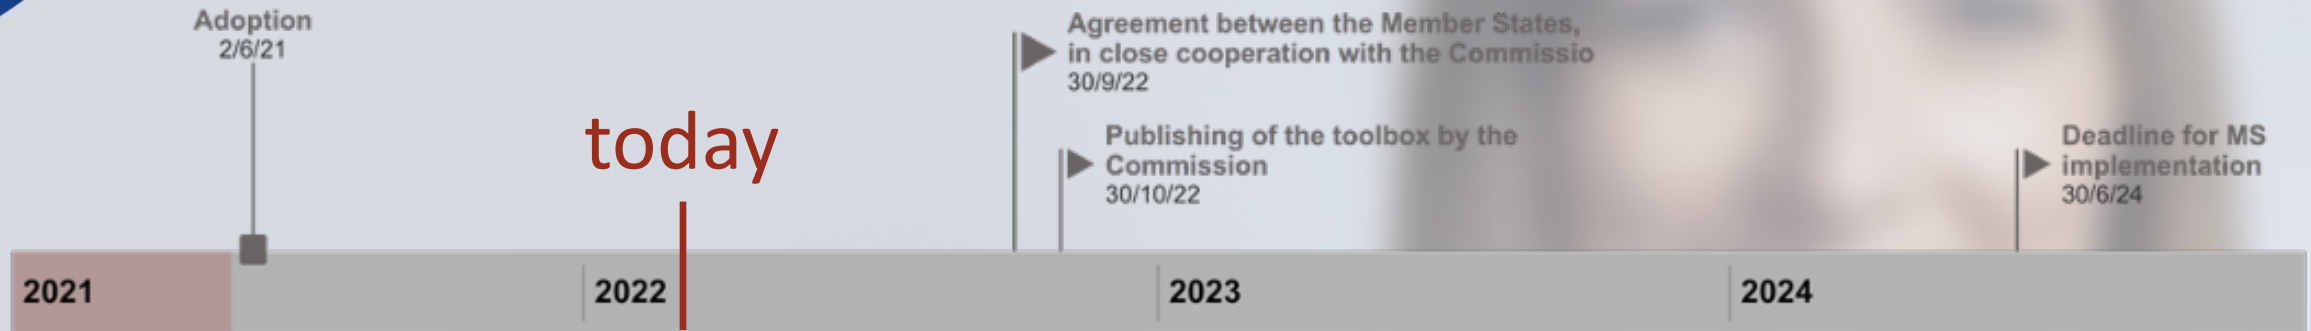 Adoption
2/6/21
today
Agreement between the Member States,
in close cooperation with the Commissio
30/9/22
Publishing of the toolbox by the
Commission
30/10/22
Deadline for MS
implementation
30/6/24
2021
2022
2023
2024